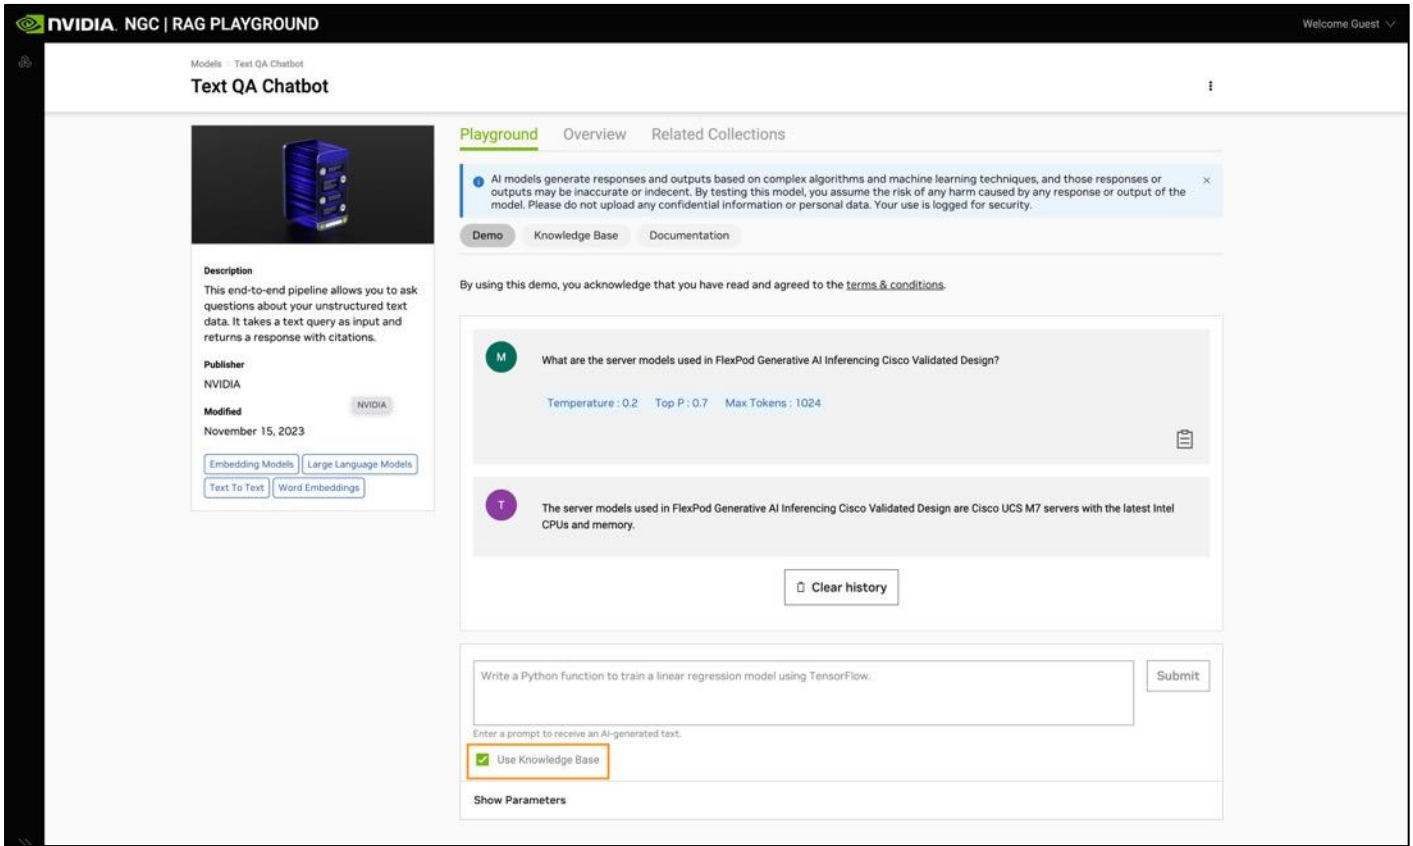 NVIDIA. NGC | RAG PLAYGROUND
Welcome Guest
Models Text QA Chatbot
Text QA Chatbot
Description
This end-to-end pipeline allows you to ask
questions about your unstructured text
data. It takes a text query as input and
returns a response with citations.
Publisher
NVIDIA
NVIDIA
Modified
November 15, 2023
Embedding Models Large Language Models
Text To Text Word Embeddings
Playground Overview Related Collections
AI models generate responses and outputs based on complex algorithms and machine learning techniques, and those responses or
outputs may be inaccurate or indecent. By testing this model, you assume the risk of any harm caused by any response or output of the
model. Please do not upload any confidential information or personal data. Your use is logged for security.
Demo Knowledge Base Documentation
By using this demo, you acknowledge that you have read and agreed to the terms & conditions.
M What are the server models used in FlexPod Generative AI Inferencing Cisco Validated Design?
Temperature : 0.2 Top P : 0.7 Max Tokens : 1024
T The server models used in FlexPod Generative AI Inferencing Cisco Validated Design are Cisco UCS M7 servers with the latest Intel
CPUs and memory.
Clear history
Write a Python function to train a linear regression model using TensorFlow.
Submit
Enter a prompt to receive an AI-generated text.
Use Knowledge Base
Show Parameters